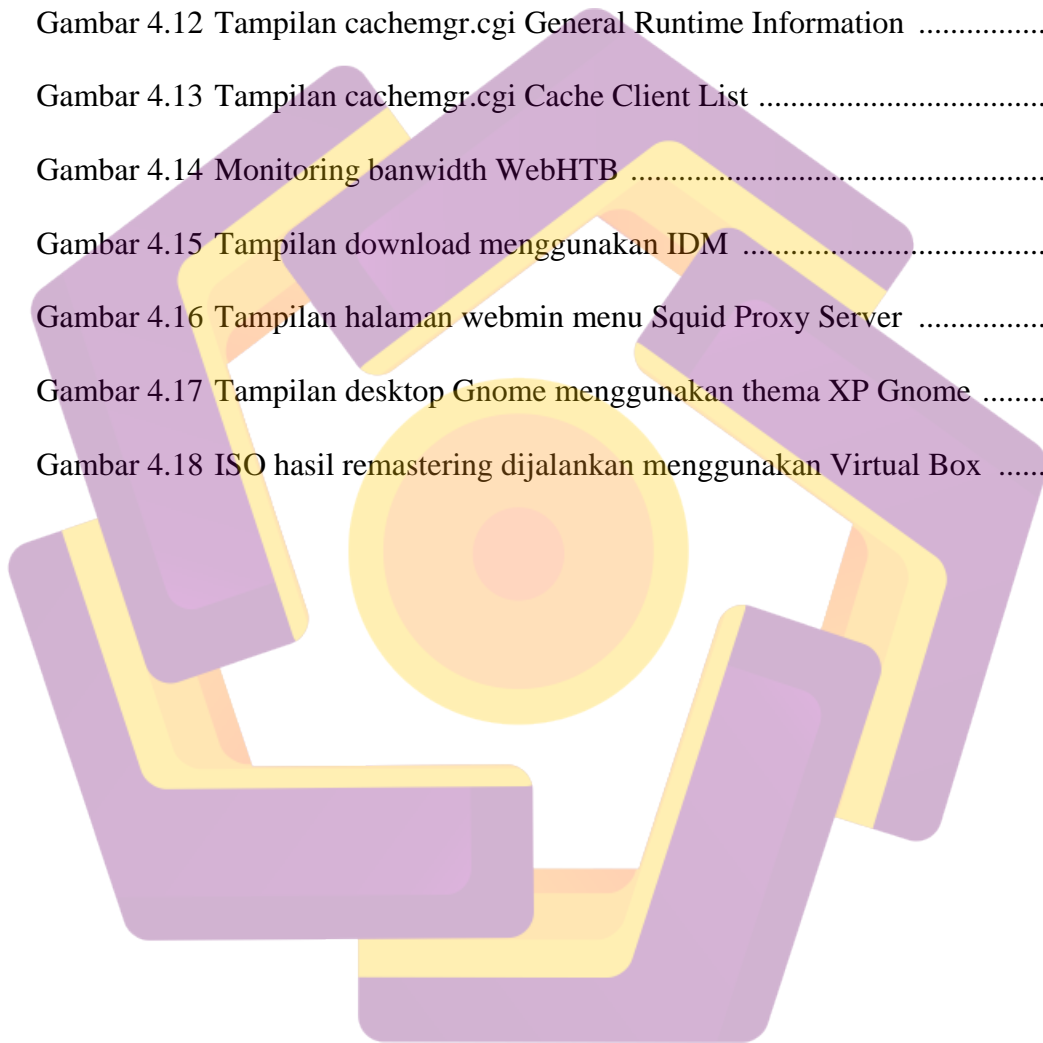 Gambar 4.12 Tampilan cachemgr.cgi General Runtime Information ................
Gambar 4.13 Tampilan cachemgr.cgi Cache Client List ....................................
Gambar 4.14 Monitoring banwidth WebHTB ....................................................
Gambar 4.15 Tampilan download menggunakan IDM ......................................
Gambar 4.16 Tampilan halaman webmin menu Squid Proxy Server ................
Gambar 4.17 Tampilan desktop Gnome menggunakan thema XP Gnome ........
Gambar 4.18 ISO hasil remastering dijalankan menggunakan Virtual Box ......